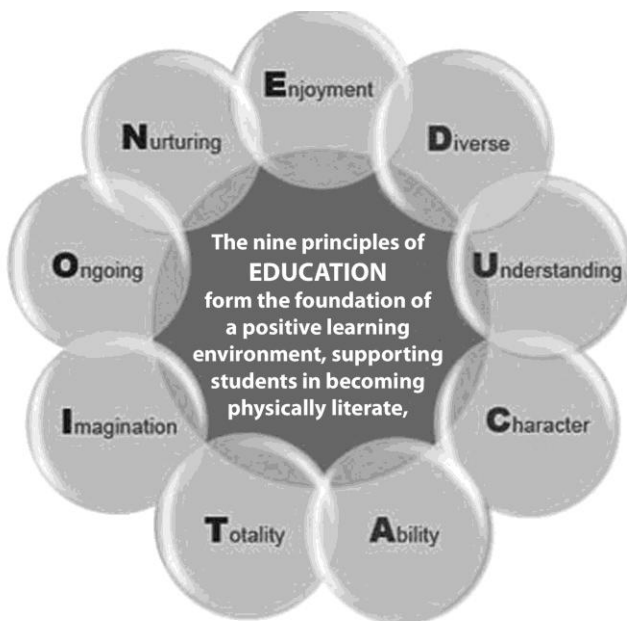 Enjoyment
Diverse
Understanding
Character
Ability
Totality
Imagination
Ongoing
Nurturing
The nine principles of
EDUCATION
form the foundation of
a positive learning
environment, supporting
students in becoming
physically literate,